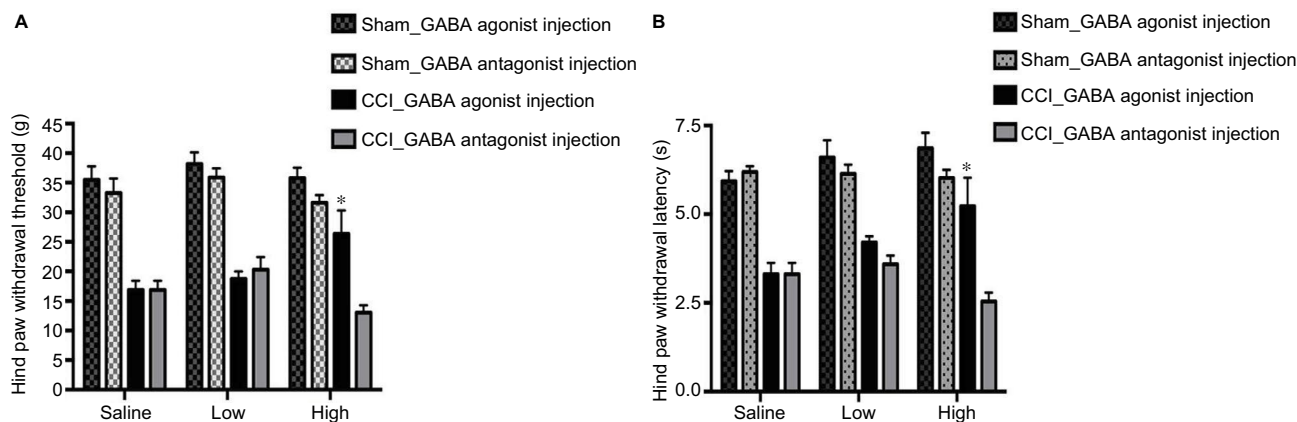 A
Sham_GABA agonist injection
Sham_GABA antagonist injection
CCI_GABA agonist injection
CCI_GABA antagonist injection
Hind paw withdrawal threshold (g)
45
40
35
30
25
20
15
10
5
0
*
Saline Low High
B
Sham_GABA agonist injection
Sham_GABA antagonist injection
CCI_GABA agonist injection
CCI_GABA antagonist injection
Hind paw withdrawal latency (s)
7.5
5.0
2.5
0.0
*
Saline Low High